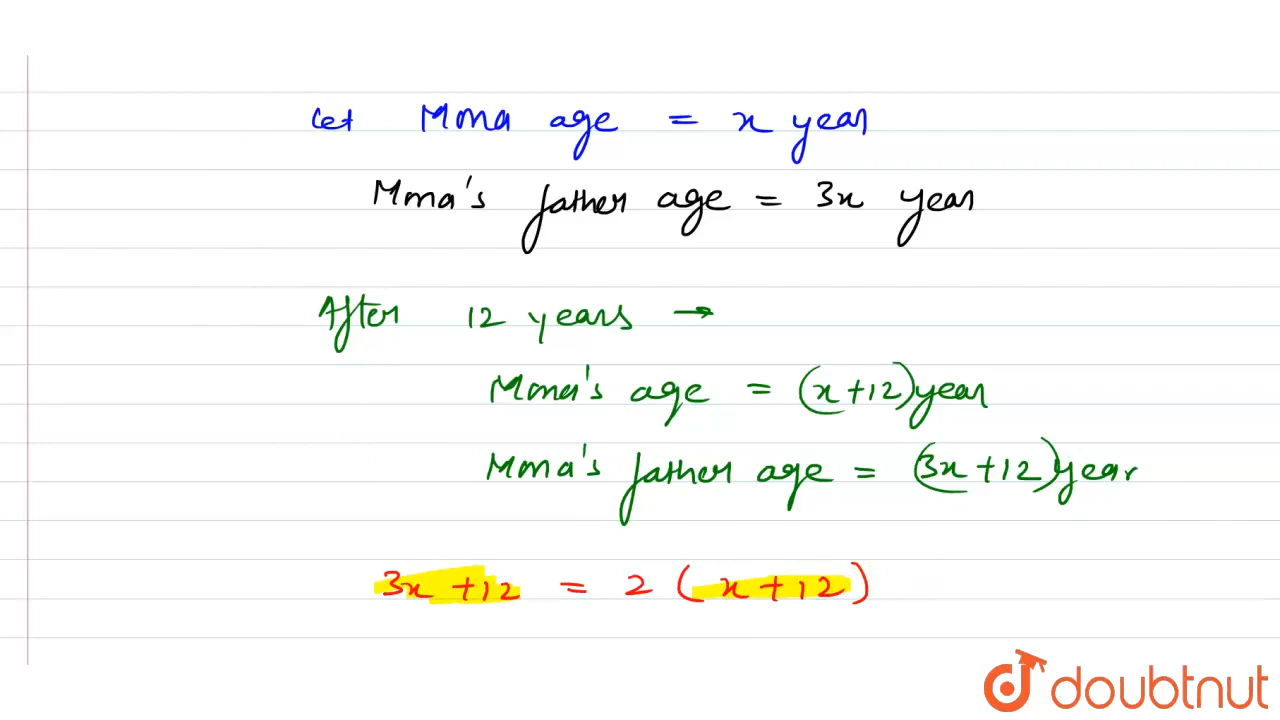 Let Mona age = x year
Mona's father age = 3x year
After 12 years →
Mona's age = (x+12) year
Mona's father age = (3x+12) year
3x+12 = 2 (x+12)
doubtnut